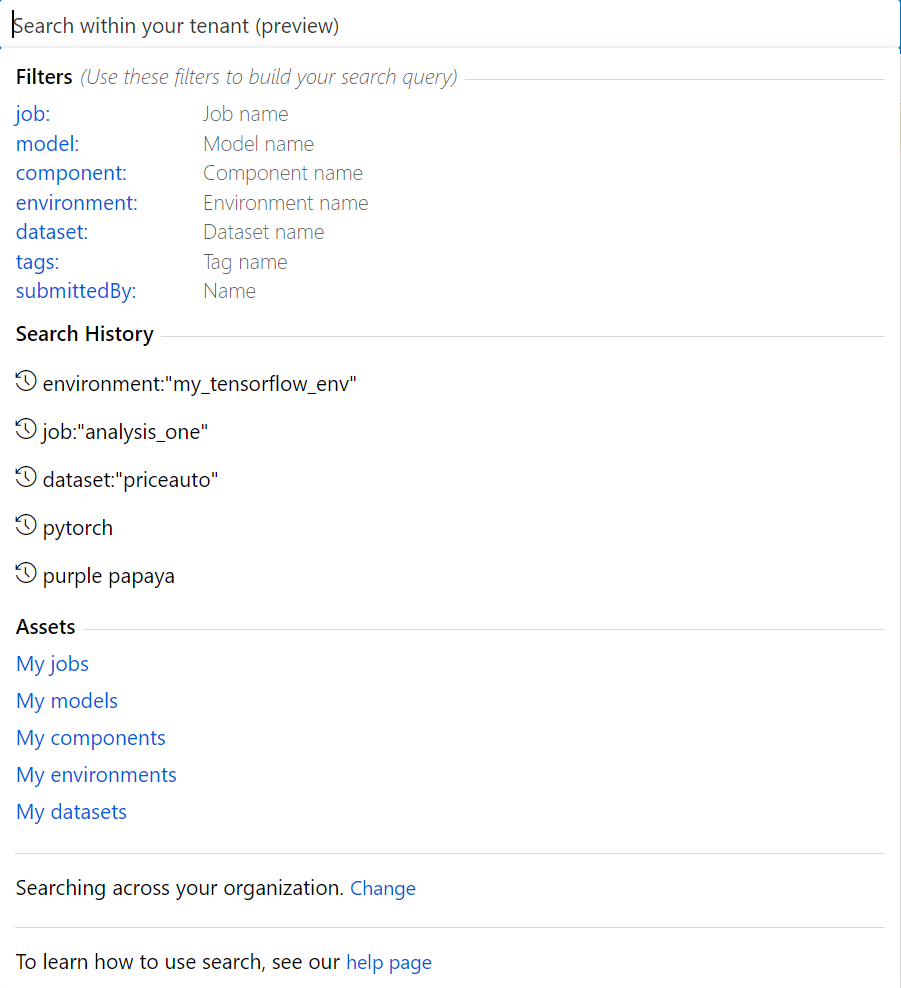 Search within your tenant (preview)
Filters (Use these filters to build your search query)
job: Job name
model: Model name
component: Component name
environment: Environment name
dataset: Dataset name
tags: Tag name
submittedBy: Name
Search History
environment:"my_tensorflow_env"
job:"analysis_one"
dataset:"priceauto"
pytorch
purple papaya
Assets
My jobs
My models
My components
My environments
My datasets
Searching across your organization. Change
To learn how to use search, see our help page